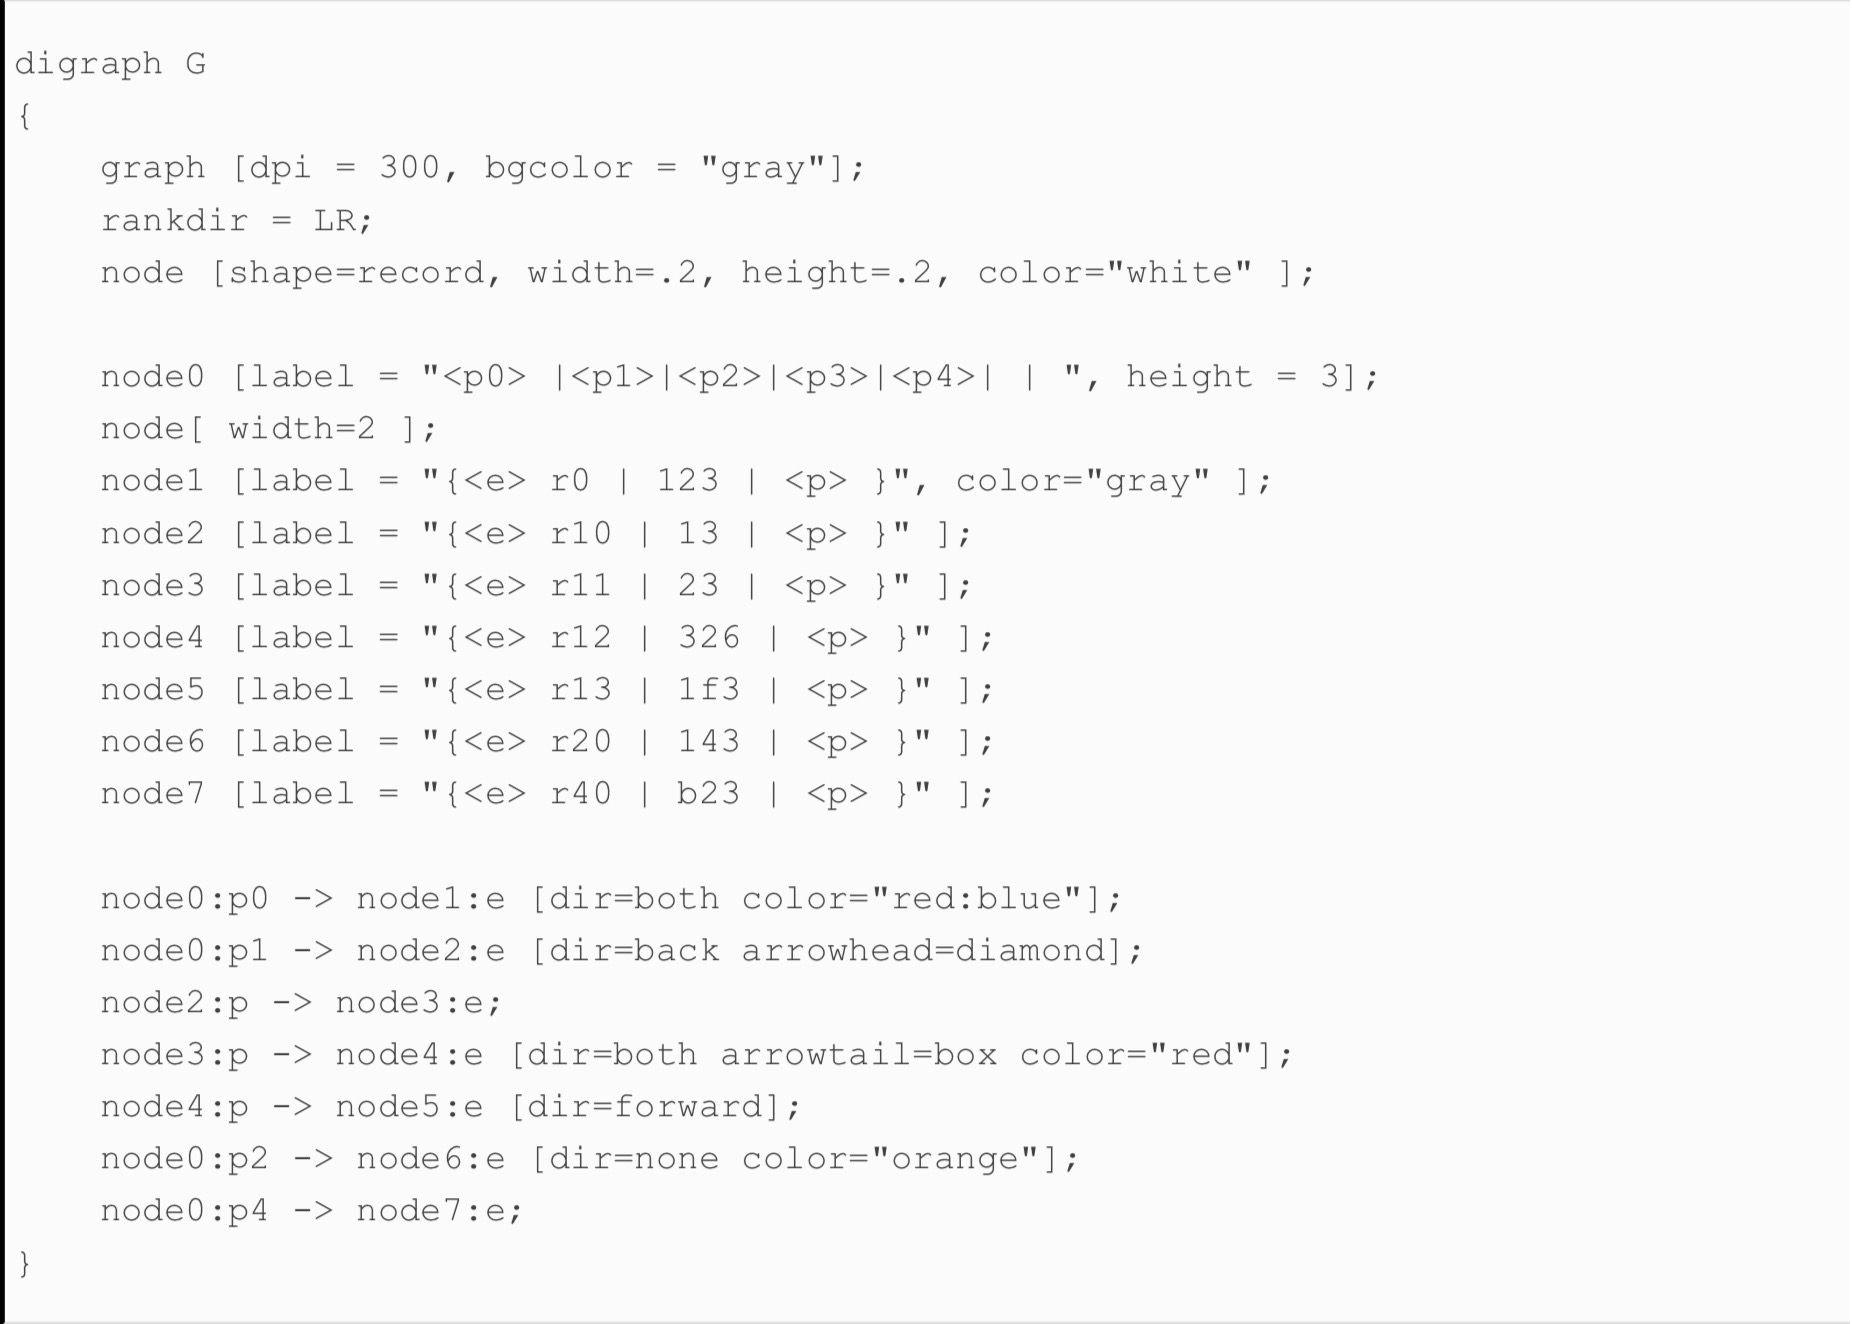 digraph G
{
    graph [dpi = 300, bgcolor = "gray"];
    rankdir = LR;
    node [shape=record, width=.2, height=.2, color="white" ];

    node0 [label = "<p0> |<p1>|<p2>|<p3>|<p4>| | ", height = 3];
    node[ width=2 ];
    node1 [label = "{<e> r0 | 123 | <p> }", color="gray" ];
    node2 [label = "{<e> r10 | 13 | <p> }" ];
    node3 [label = "{<e> r11 | 23 | <p> }" ];
    node4 [label = "{<e> r12 | 326 | <p> }" ];
    node5 [label = "{<e> r13 | 1f3 | <p> }" ];
    node6 [label = "{<e> r20 | 143 | <p> }" ];
    node7 [label = "{<e> r40 | b23 | <p> }" ];

    node0:p0 -> node1:e [dir=both color="red:blue"];
    node0:p1 -> node2:e [dir=back arrowhead=diamond];
    node2:p -> node3:e;
    node3:p -> node4:e [dir=both arrowtail=box color="red"];
    node4:p -> node5:e [dir=forward];
    node0:p2 -> node6:e [dir=none color="orange"];
    node0:p4 -> node7:e;
}